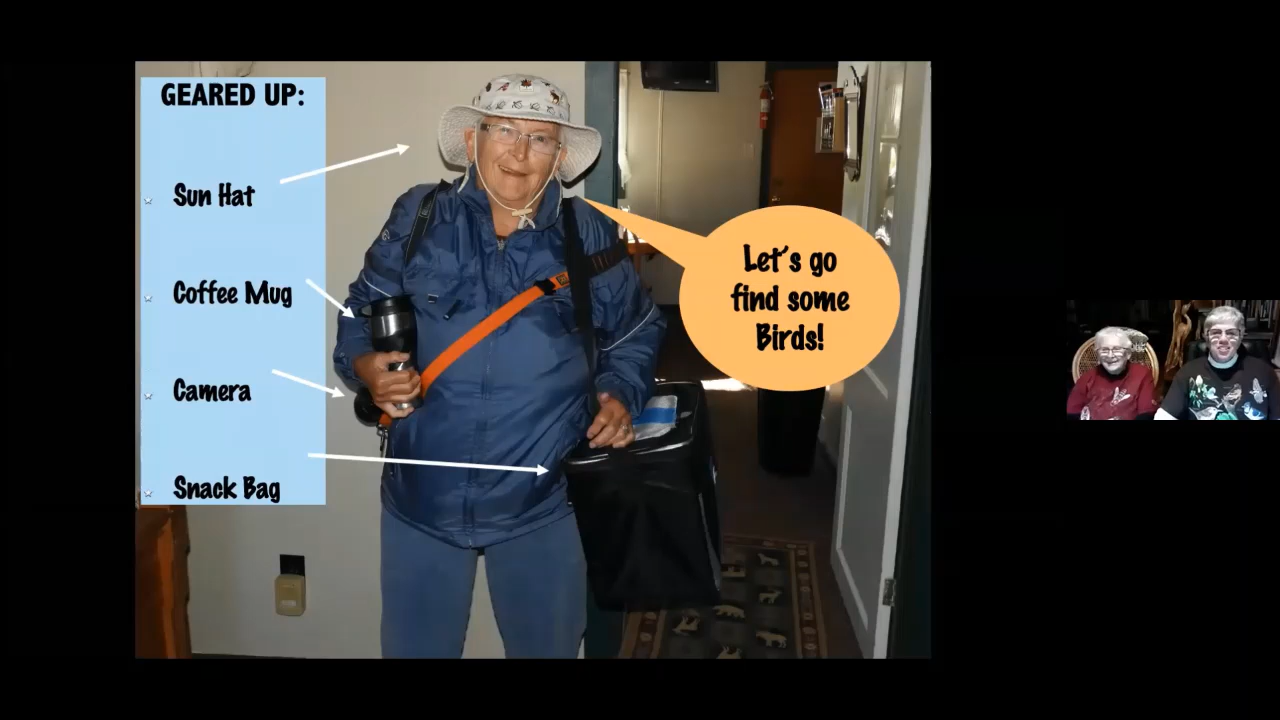 GEARED UP:
Sun Hat
Coffee Mug
Camera
Snack Bag
Let's go
find some
Birds!